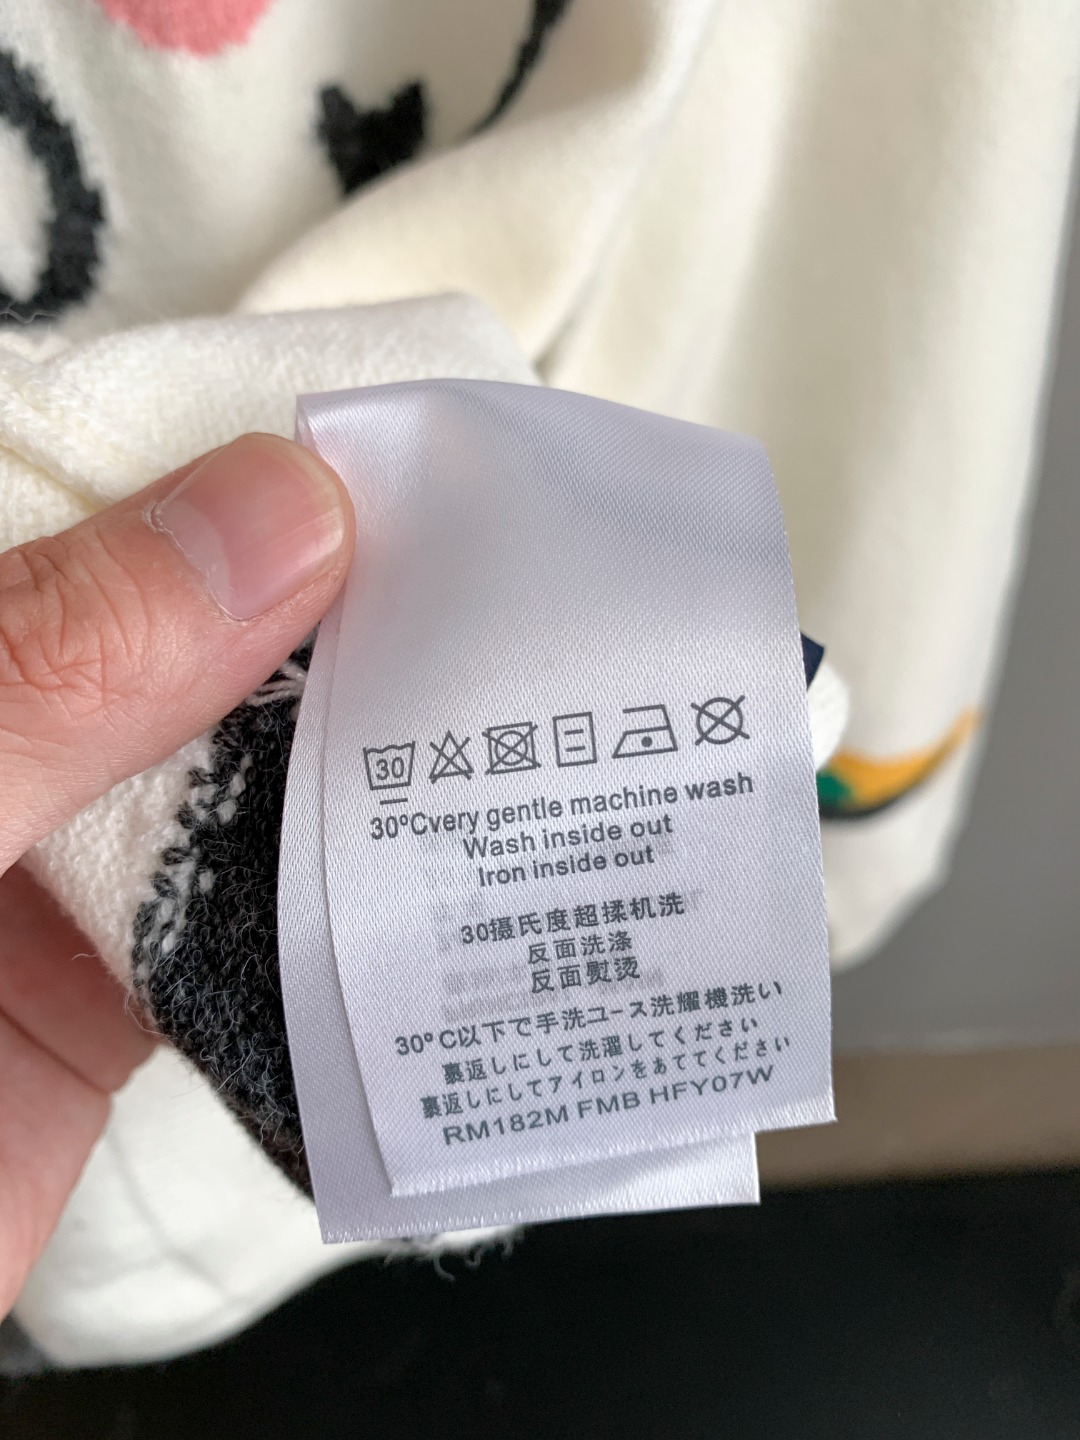 30
30ºCvery gentle machine wash
Wash inside out
Iron inside out
30摄氏度超揉机洗
反面洗涤
反面熨烫
30°C以下で手洗ユース洗耀機洗い
裏返しにして洗濯してください
裏返しにしてアイロンをあててください
RM182M FMB HFY07W